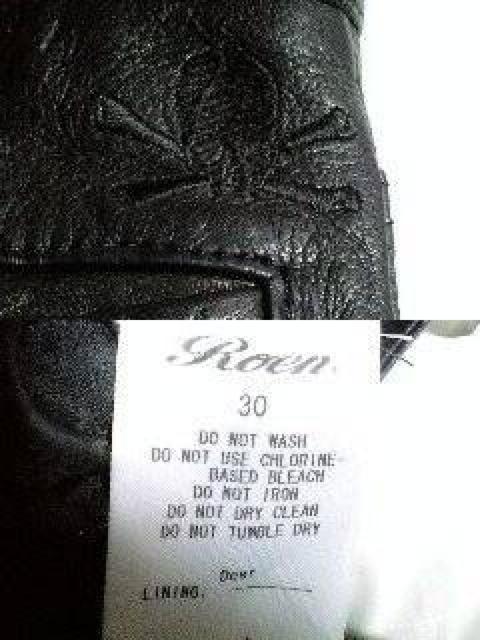 Roen
30
DO NOT WASH
DO NOT USE CHLORINE-
BASED BLEACH
DO NOT IRON
DO NOT DRY CLEAN
DO NOT TUMBLE DRY
Deer
LINING.